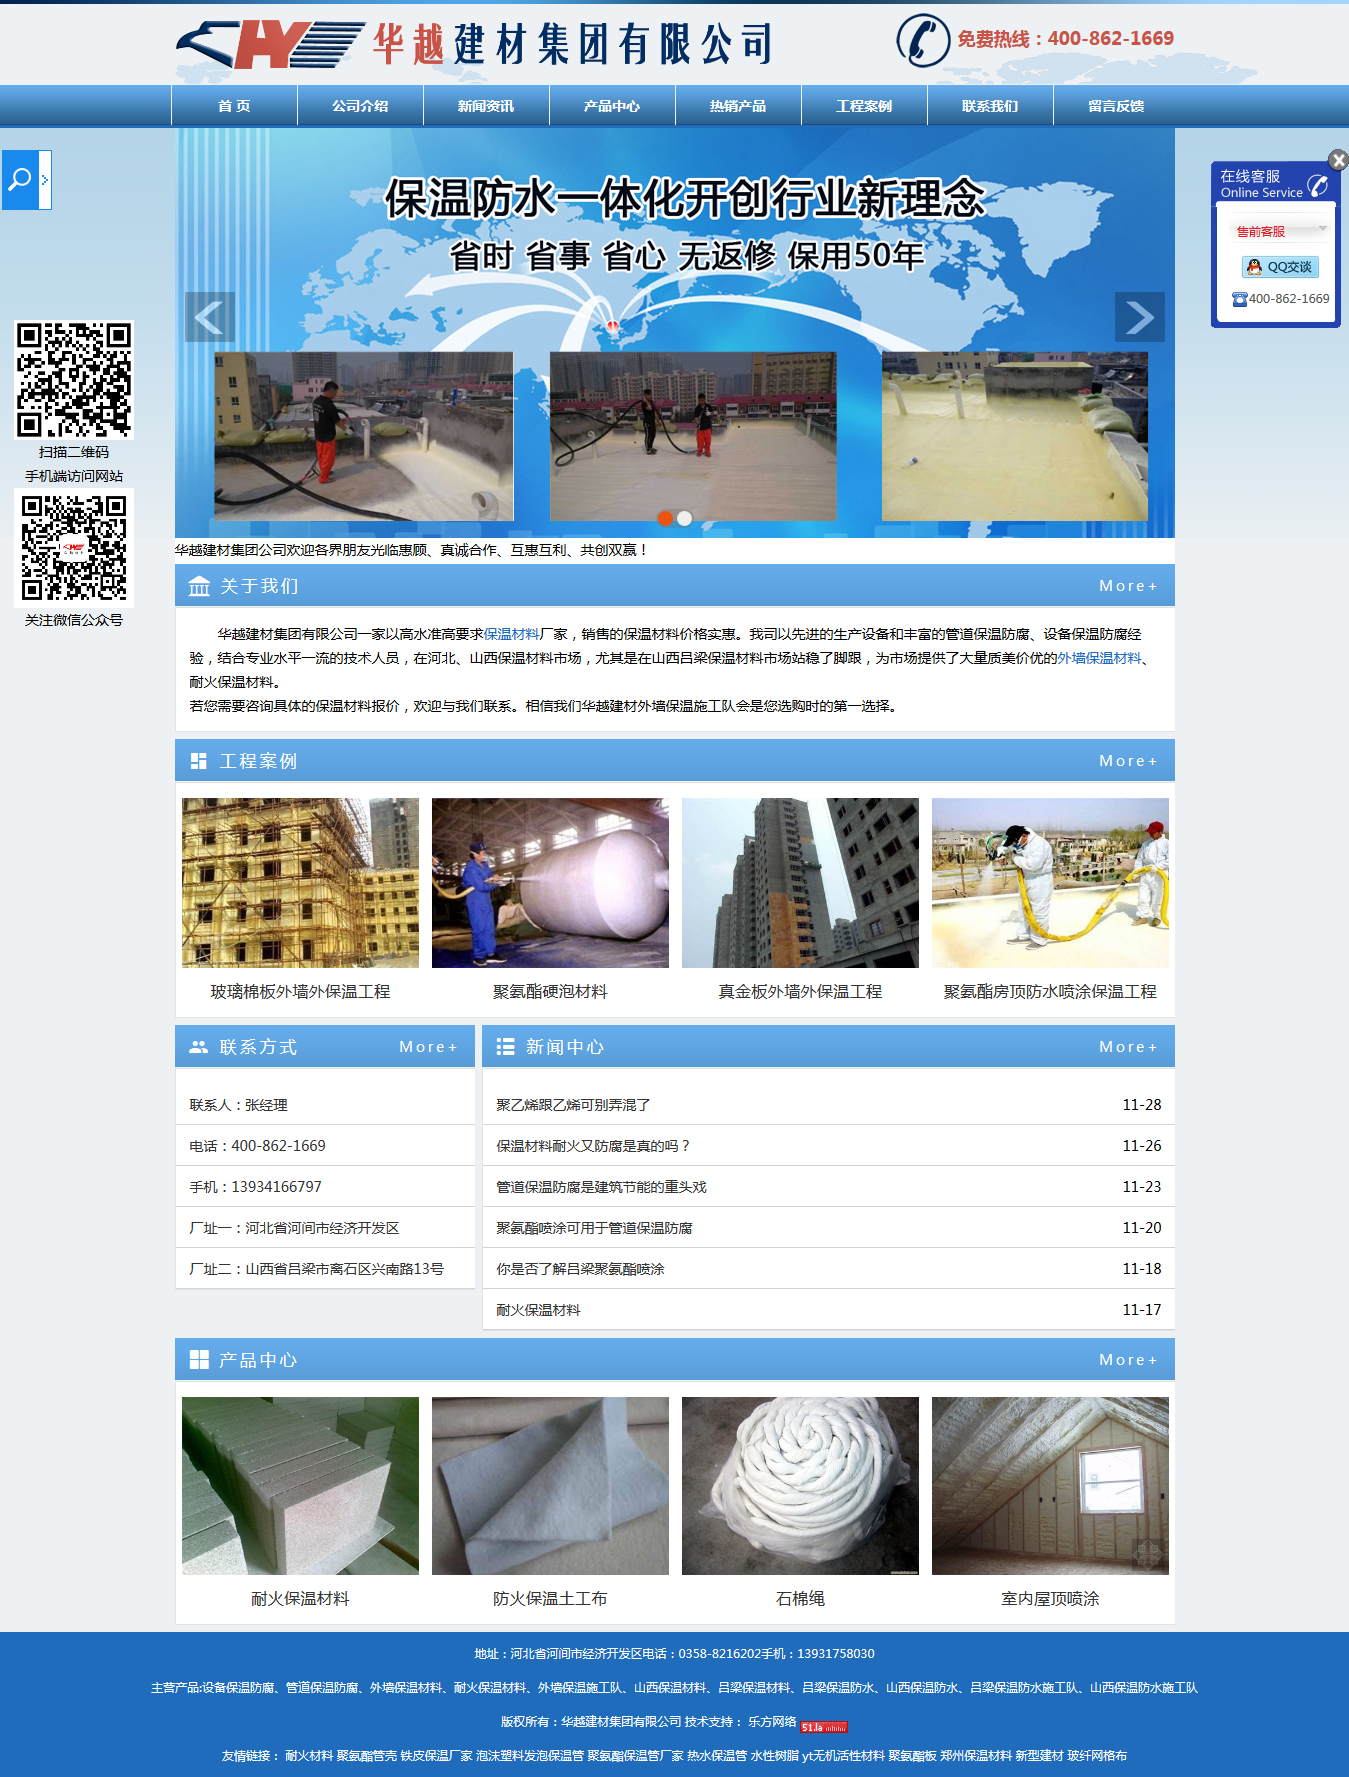 华越建材集团有限公司
免费热线：400-862-1669
首 页
公司介绍
新闻资讯
产品中心
热销产品
工程案例
联系我们
留言反馈
保温防水一体化开创行业新理念
省时 省事 省心 无返修 保用50年
在线客服
Online Service
售前客服
QQ交谈
400-862-1669
扫描二维码
手机端访问网站
关注微信公众号
华越建材集团公司欢迎各界朋友光临惠顾、真诚合作、互惠互利、共创双赢！
关于我们
More+
华越建材集团有限公司一家以高水准高要求保温材料厂家，销售的保温材料价格实惠。我司以先进的生产设备和丰富的管道保温防腐、设备保温防腐经
验，结合专业水平一流的技术人员，在河北、山西保温材料市场，尤其是在山西吕梁保温材料市场站稳了脚跟，为市场提供了大量质美价优的外墙保温材料、
耐火保温材料。
若您需要咨询具体的保温材料报价，欢迎与我们联系。相信我们华越建材外墙保温施工队会是您选购时的第一选择。
工程案例
More+
玻璃棉板外墙外保温工程
聚氨酯硬泡材料
真金板外墙外保温工程
聚氨酯房顶防水喷涂保温工程
联系方式
More+
联系人：张经理
电话：400-862-1669
手机：13934166797
厂址一：河北省河间市经济开发区
厂址二：山西省吕梁市离石区兴南路13号
新闻中心
More+
聚乙烯跟乙烯可别弄混了 11-28
保温材料耐火又防腐是真的吗？ 11-26
管道保温防腐是建筑节能的重头戏 11-23
聚氨酯喷涂可用于管道保温防腐 11-20
你是否了解吕梁聚氨酯喷涂 11-18
耐火保温材料 11-17
产品中心
More+
耐火保温材料
防火保温土工布
石棉绳
室内屋顶喷涂
地址：河北省河间市经济开发区电话：0358-8216202手机：13931758030
主营产品:设备保温防腐、管道保温防腐、外墙保温材料、耐火保温材料、外墙保温施工队、山西保温材料、吕梁保温材料、吕梁保温防水、山西保温防水、吕梁保温防水施工队、山西保温防水施工队
版权所有：华越建材集团有限公司 技术支持： 乐方网络 51.la
友情链接： 耐火材料 聚氨酯管壳 铁皮保温厂家 泡沫塑料发泡保温管 聚氨酯保温管厂家 热水保温管 水性树脂 yt无机活性材料 聚氨酯板 郑州保温材料 新型建材 玻纤网格布